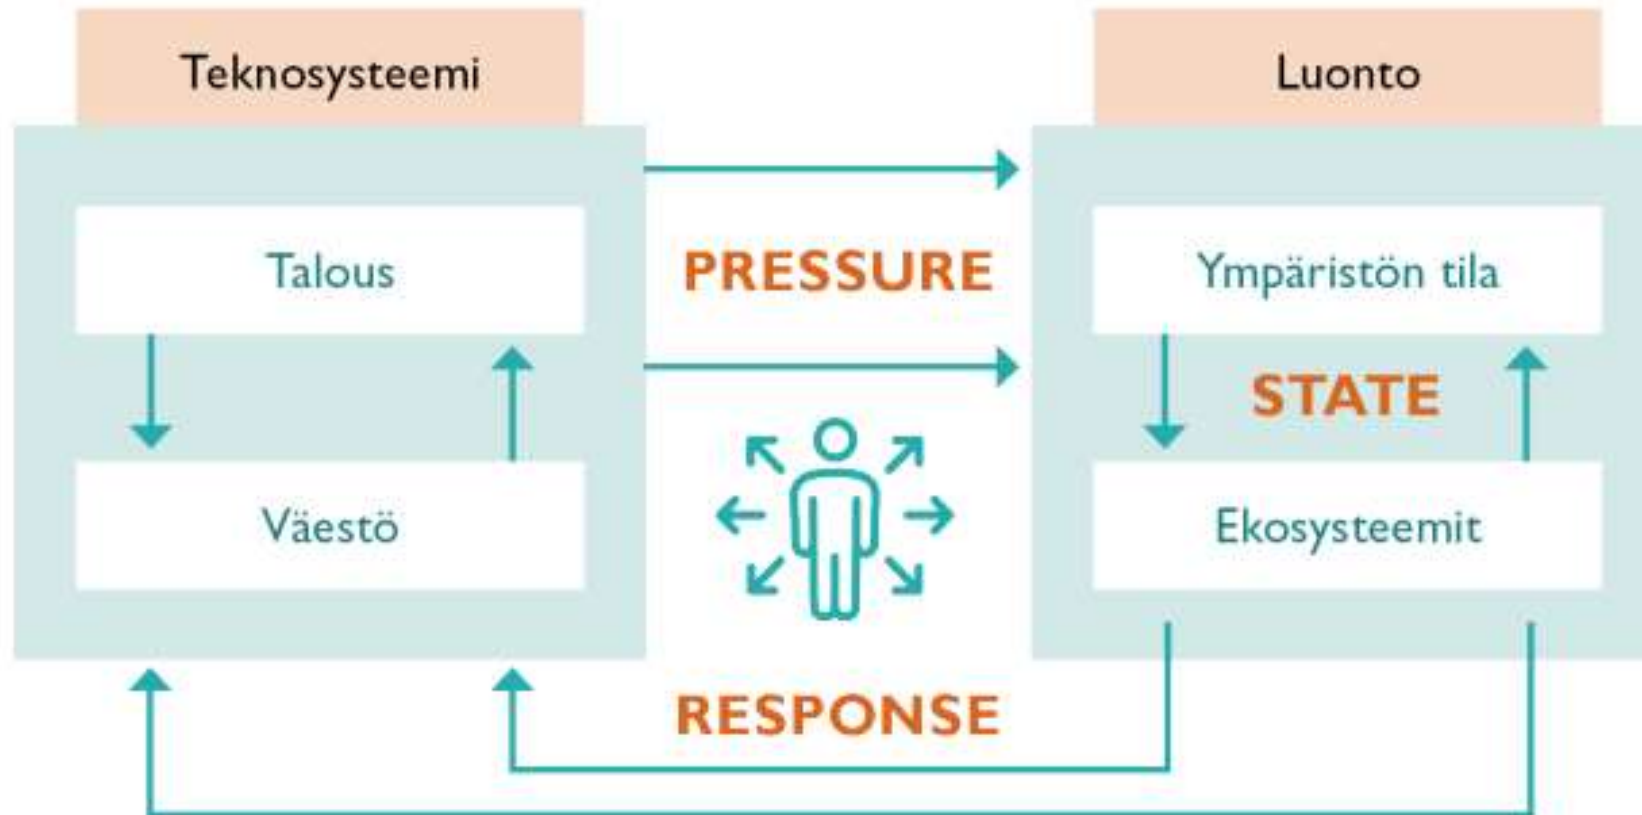 Teknosysteemi
Luonto
Talous
PRESSURE
Ympäristön tila
STATE
Väestö
Ekosysteemit
RESPONSE